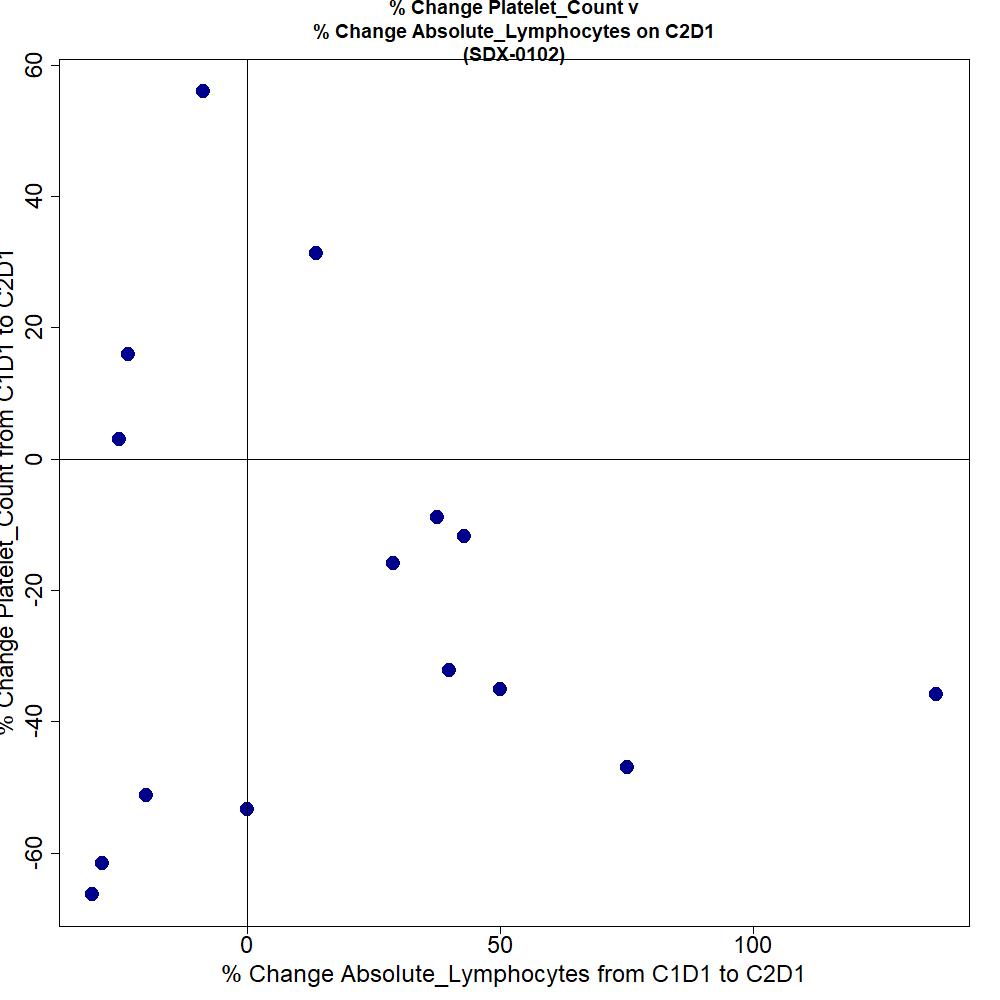 % Change Platelet_Count v
% Change Absolute_Lymphocytes on C2D1
(SDX-0102)
% Change Platelet_Count from C1D1 to C2D1
60
40
20
0
-20
-40
-60
0
50
100
% Change Absolute_Lymphocytes from C1D1 to C2D1